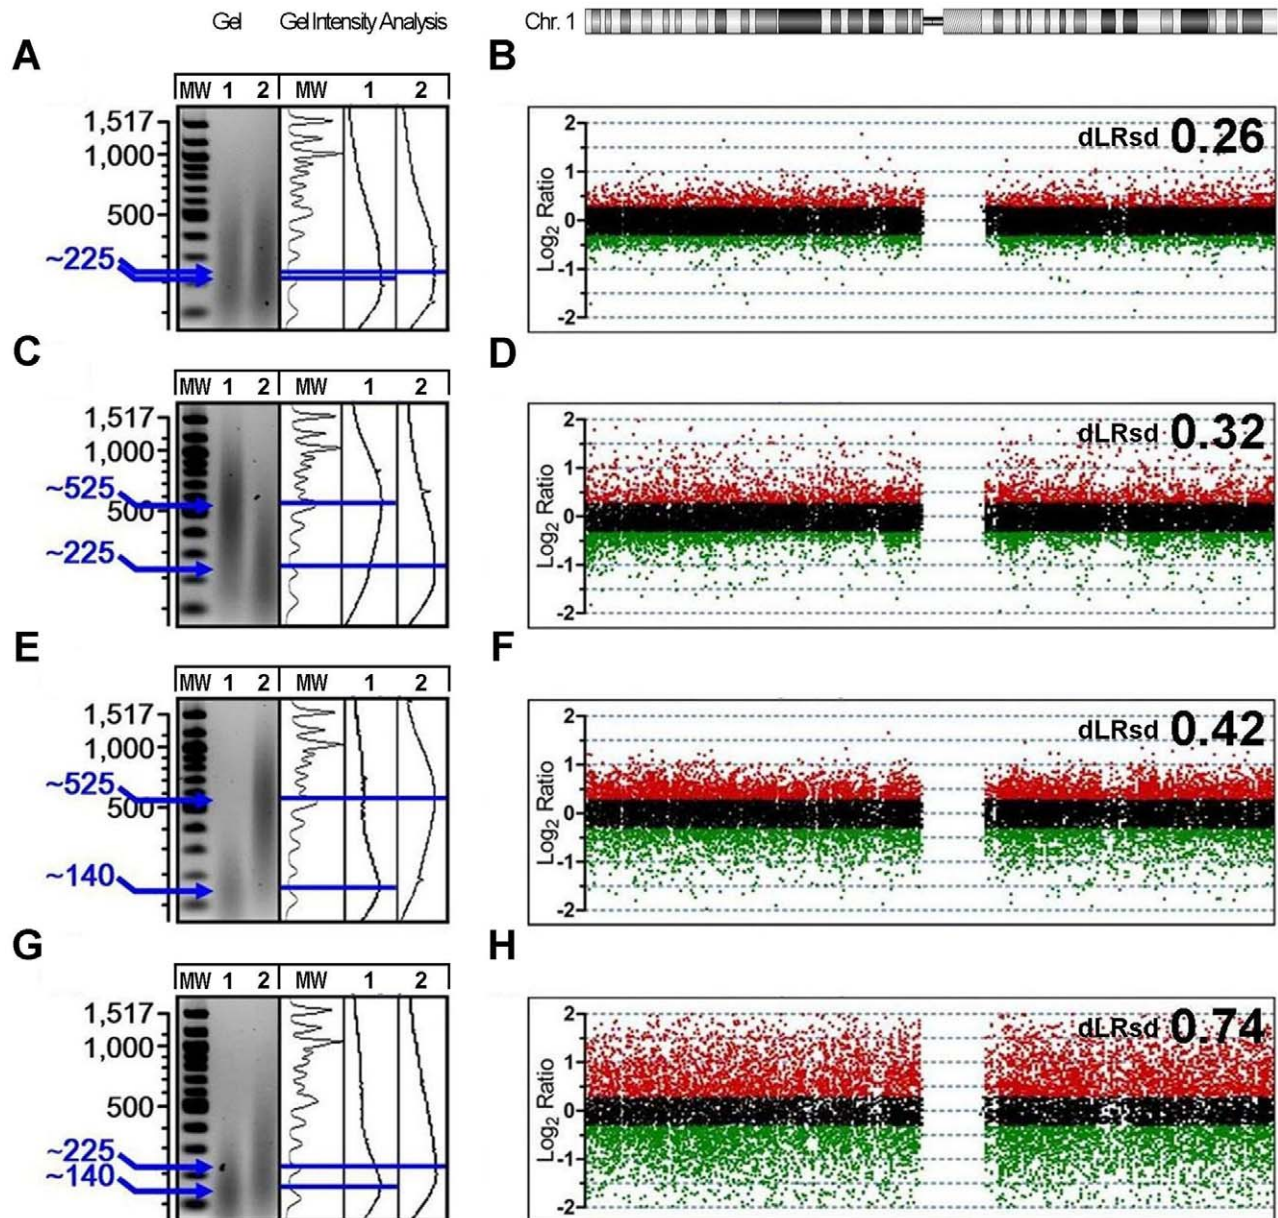 Gel Gel Intensity Analysis Chr. 1
A B
MW 1 2 MW 1 2
1,517
1,000
500
~225
2
1
0
-1
-2
Log2 Ratio
dLRsd 0.26
C D
MW 1 2 MW 1 2
1,517
1,000
~525
500
~225
2
1
0
-1
-2
Log2 Ratio
dLRsd 0.32
E F
MW 1 2 MW 1 2
1,517
1,000
~525
500
~140
2
1
0
-1
-2
Log2 Ratio
dLRsd 0.42
G H
MW 1 2 MW 1 2
1,517
1,000
500
~225
~140
2
1
0
-1
-2
Log2 Ratio
dLRsd 0.74